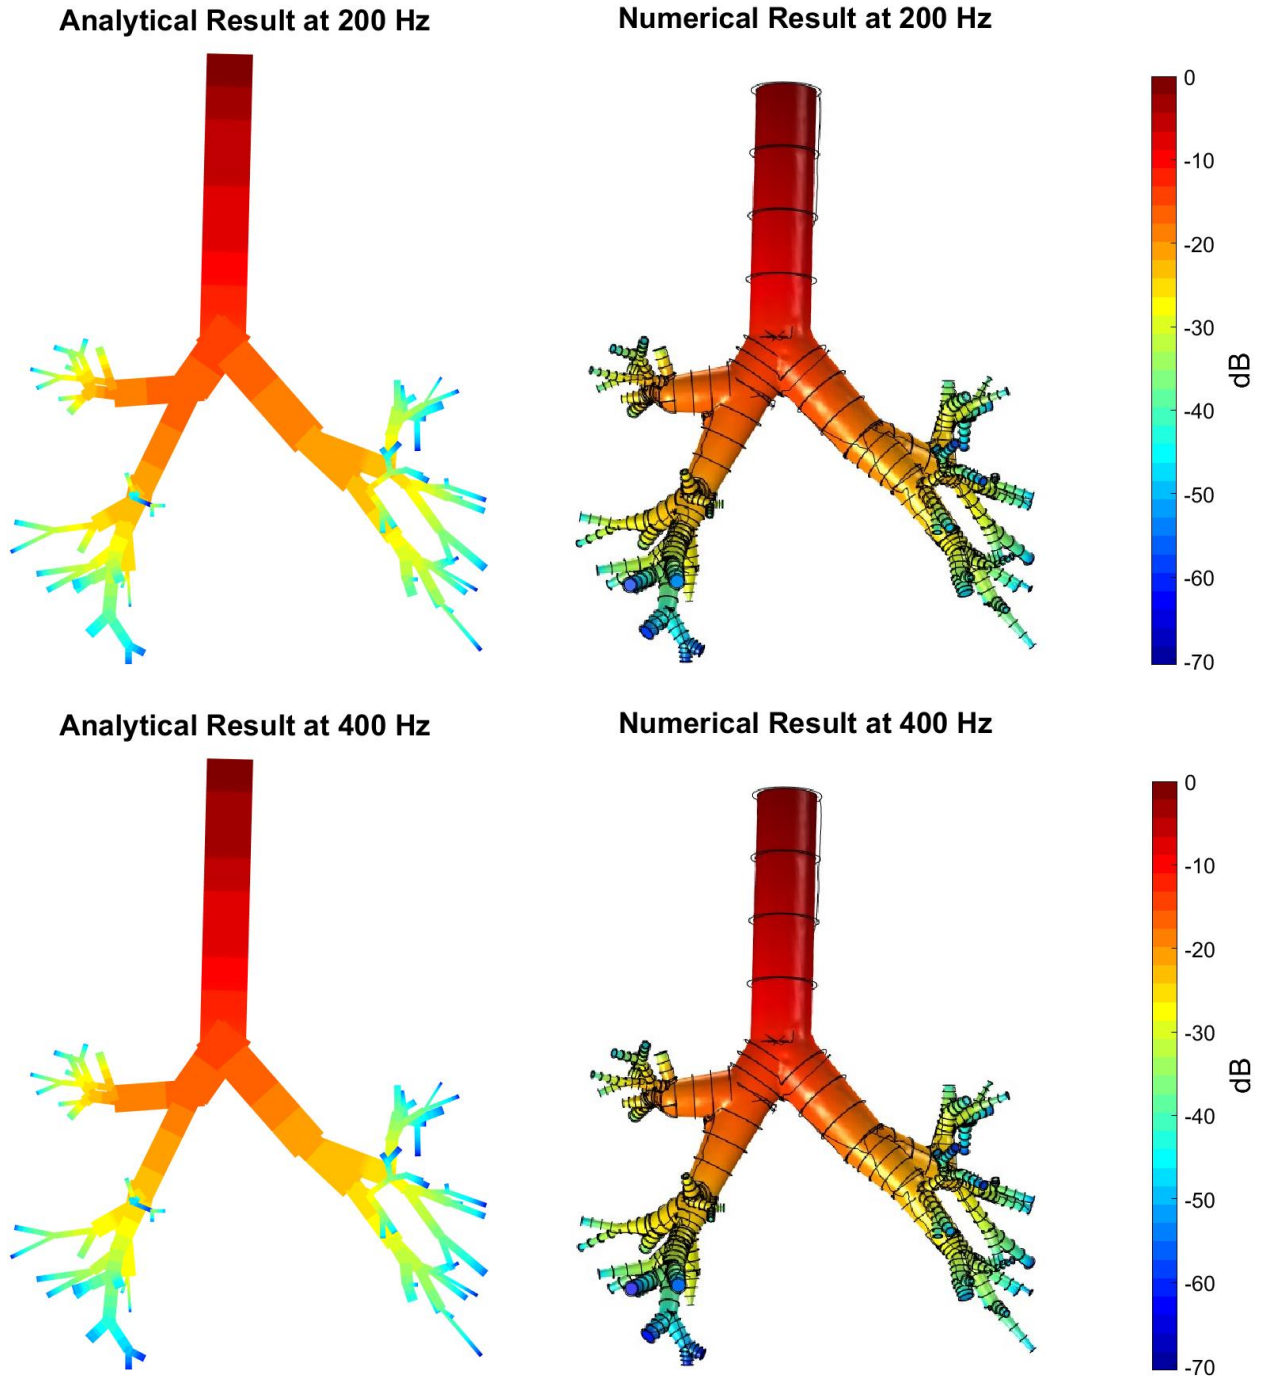 Analytical Result at 200 Hz
Numerical Result at 200 Hz
0
-10
-20
-30
-40
-50
-60
-70
dB
Analytical Result at 400 Hz
Numerical Result at 400 Hz
0
-10
-20
-30
-40
-50
-60
-70
dB